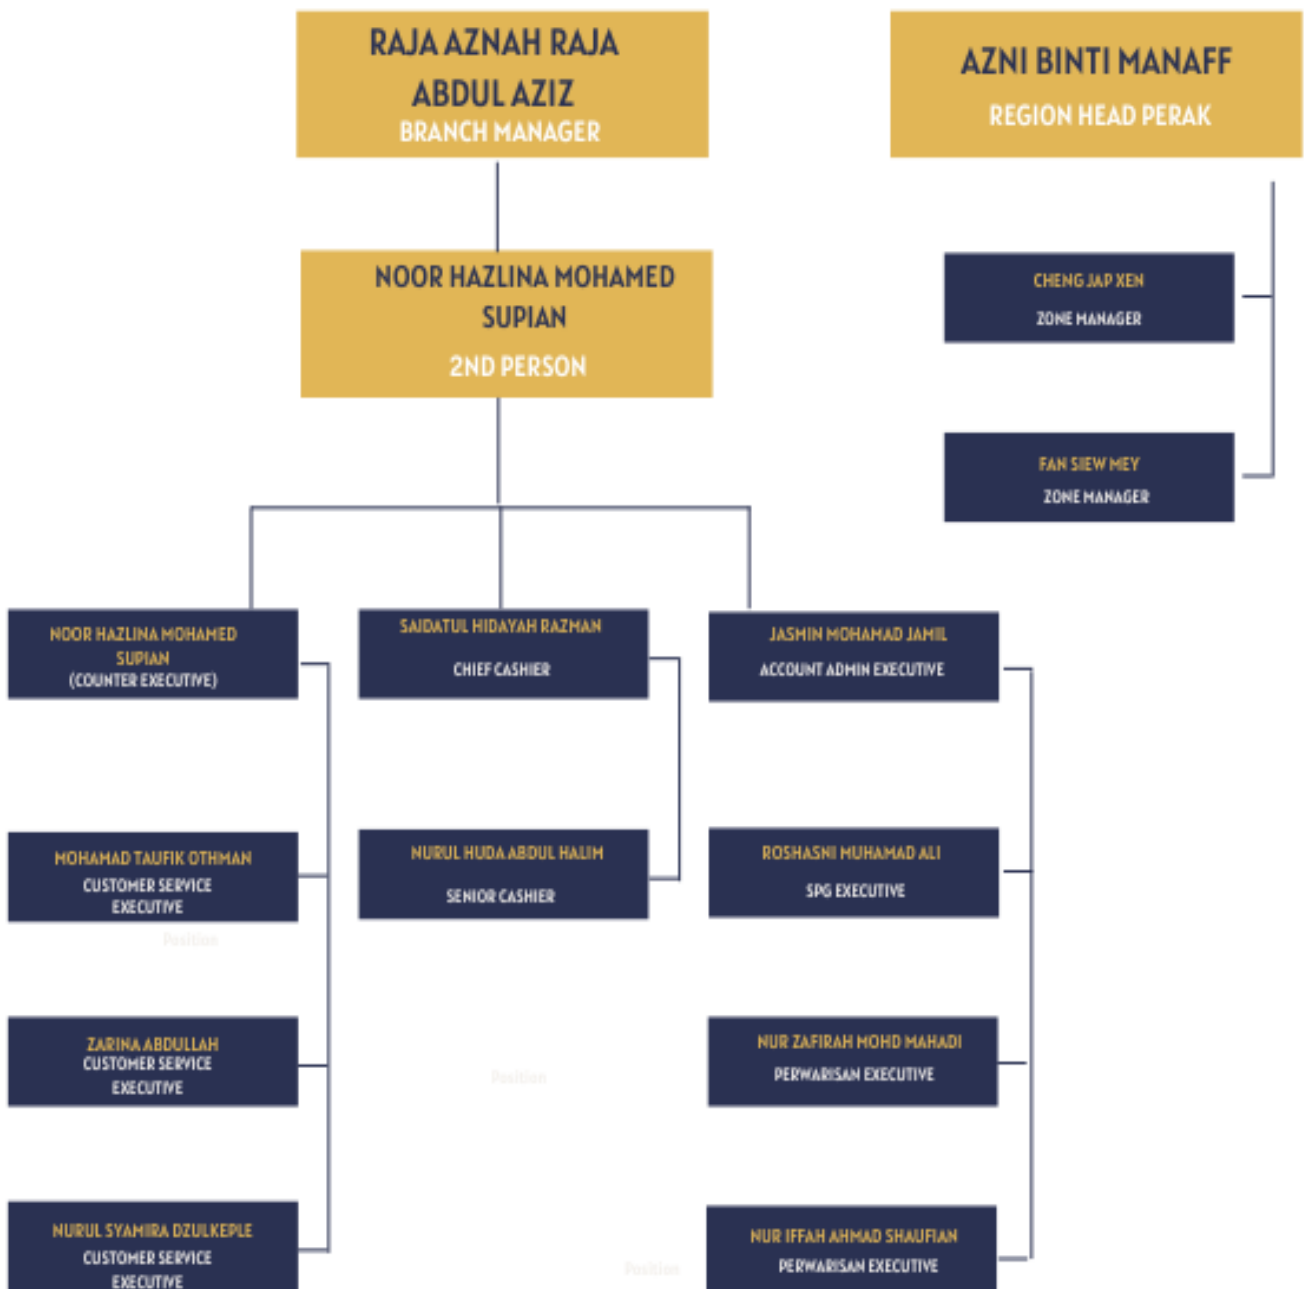 RAJA AZNAH RAJA
ABDUL AZIZ
BRANCH MANAGER
AZNI BINTI MANAFF
REGION HEAD PERAK
NOOR HAZLINA MOHAMED
SUPIAN
2ND PERSON
CHENG JAP XEN
ZONE MANAGER
FAN SIEW MEY
ZONE MANAGER
NOOR HAZLINA MOHAMED
SUPIAN
(COUNTER EXECUTIVE)
SAIDATUL HIDAYAH RAZMAN
CHIEF CASHIER
JASMIN MOHAMAD JAMIL
ACCOUNT ADMIN EXECUTIVE
MOHAMAD TAUFIK OTHMAN
CUSTOMER SERVICE
EXECUTIVE
Position
NURUL HUDA ABDUL HALIM
SENIOR CASHIER
ROSHASNI MUHAMAD ALI
SPG EXECUTIVE
ZARINA ABDULLAH
CUSTOMER SERVICE
EXECUTIVE
Position
NUR ZAFIRAH MOHD MAHADI
PERWARISAN EXECUTIVE
NURUL SYAMIRA DZULKEPLE
CUSTOMER SERVICE
EXECUTIVE
Position
NUR IFFAH AHMAD SHAUFIAN
PERWARISAN EXECUTIVE